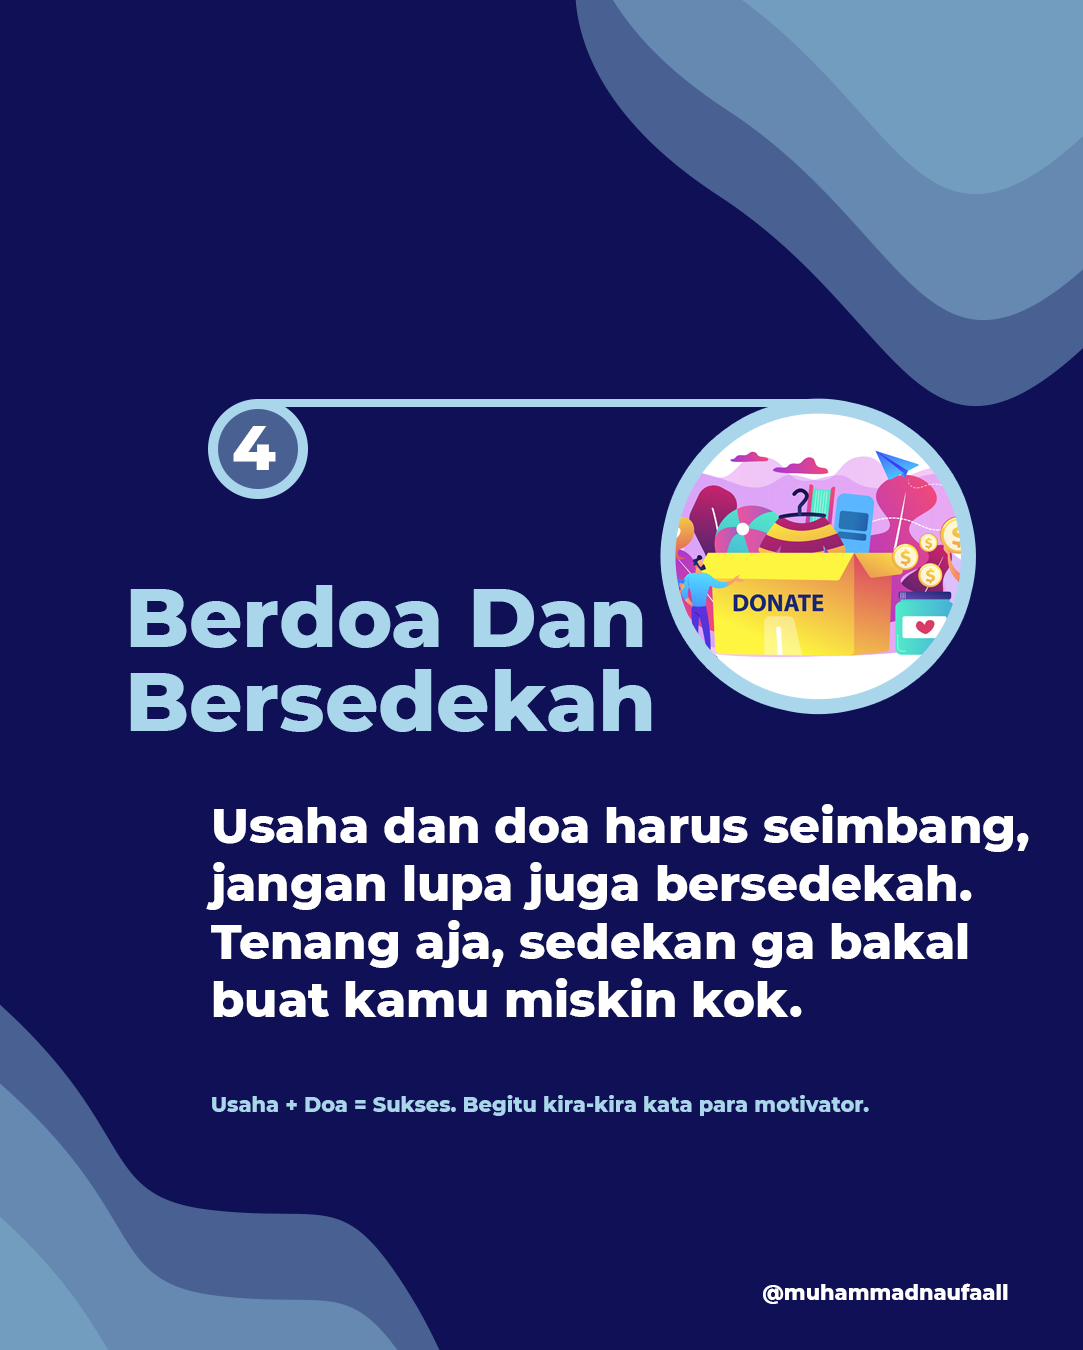 4
DONATE
Berdoa Dan
Bersedekah
Usaha dan doa harus seimbang,
jangan lupa juga bersedekah.
Tenang aja, sedekan ga bakal
buat kamu miskin kok.
Usaha + Doa = Sukses. Begitu kira-kira kata para motivator.
@muhammadnaufaall